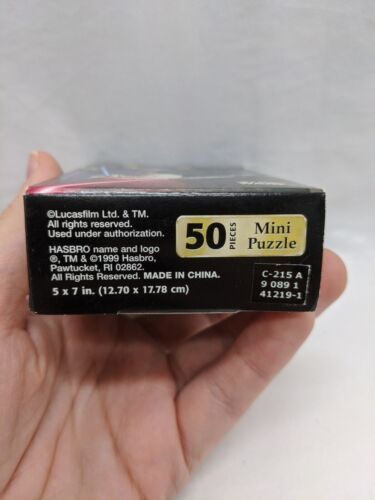 ©Lucasfilm Ltd. & TM.
All rights reserved.
Used under authorization.
HASBRO name and logo
®, TM & ©1999 Hasbro,
Pawtucket, RI 02862.
All Rights Reserved. MADE IN CHINA.
5 x 7 in. (12.70 x 17.78 cm)
50 PIECES
Mini
Puzzle
C-215 A
9 089 1
41219-1